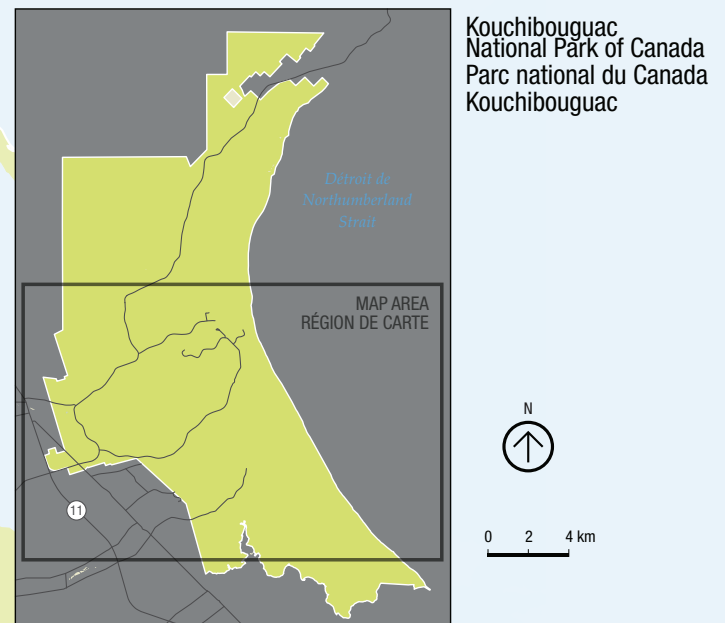 Kouchibouguac
National Park of Canada
Parc national du Canada
Kouchibouguac
Détroit de
Northumberland
Strait
MAP AREA
RÉGION DE CARTE
N
11
0 2 4 km